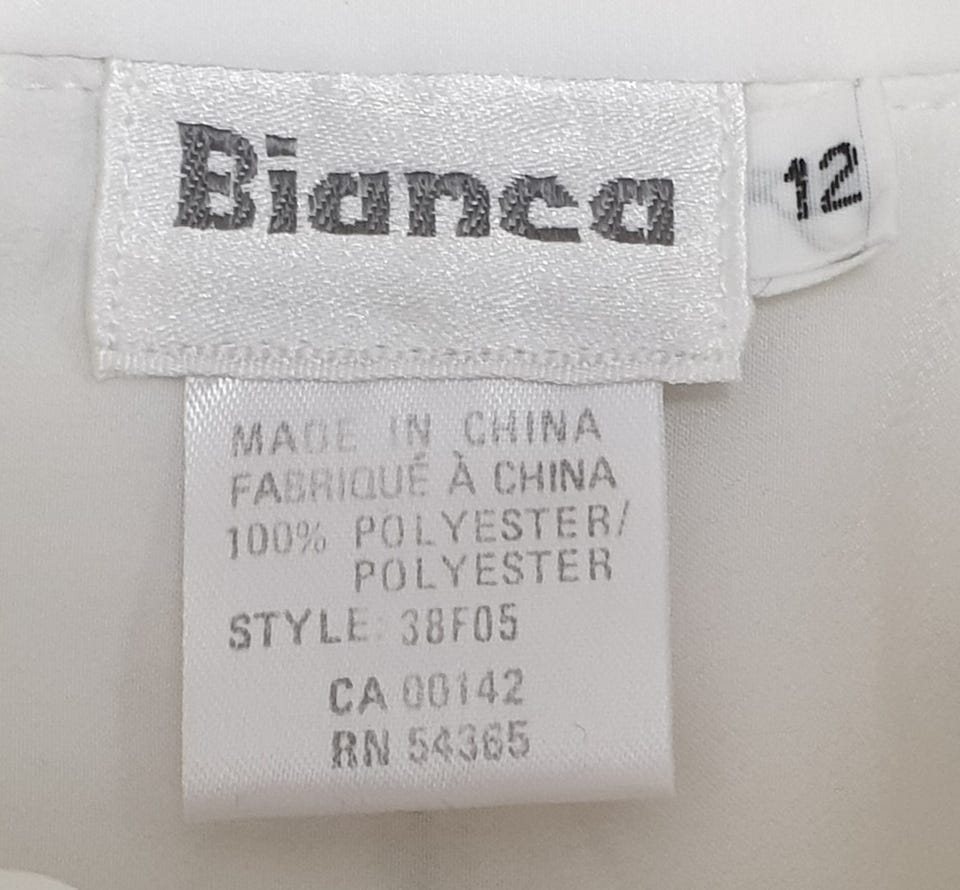 Bianca
12
MADE IN CHINA
FABRIQUÉ À CHINA
100% POLYESTER/
POLYESTER
STYLE: 38F05
CA 00142
RN 54365